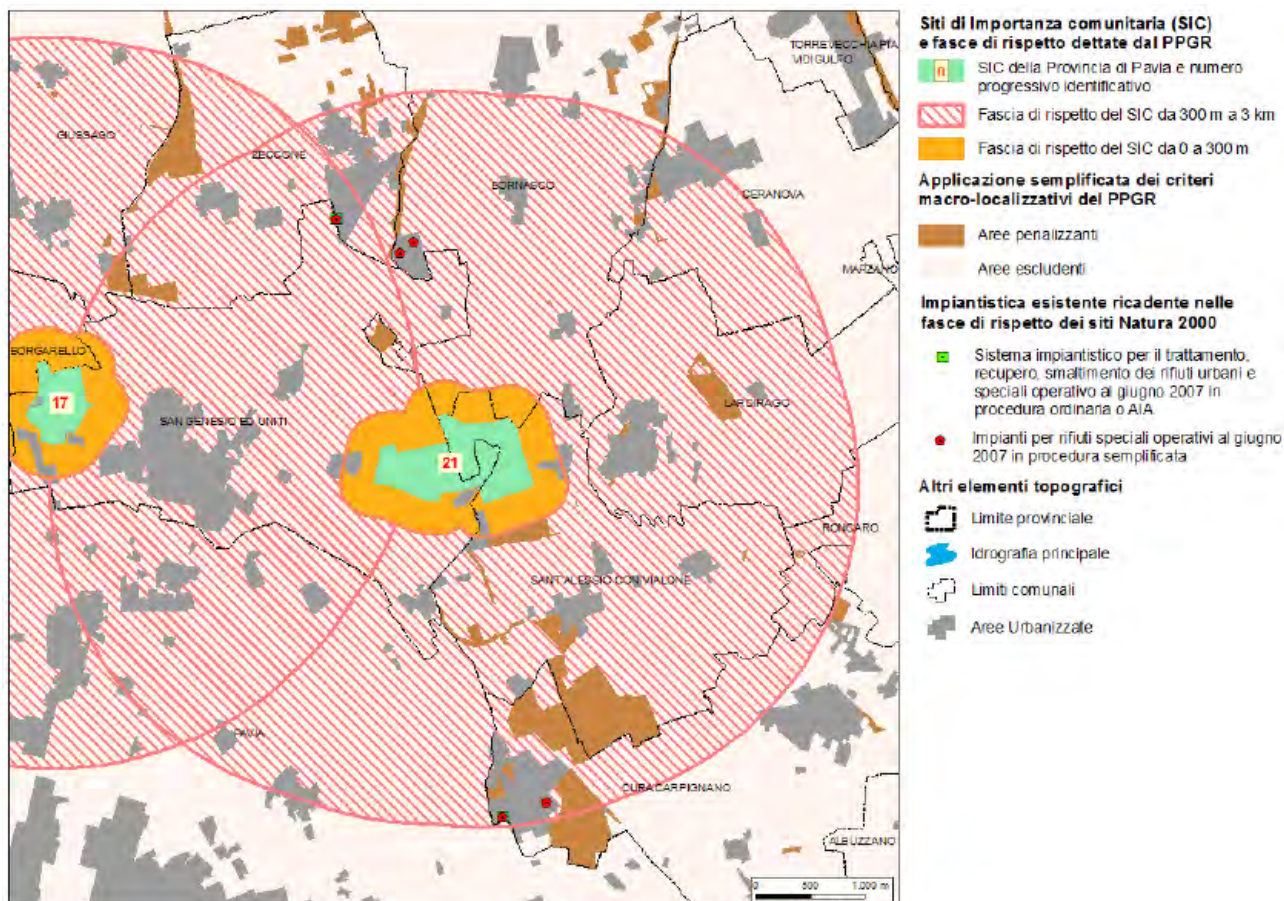 TORREVECCHIA PIA
VIDIGULFO
GIUSSAGO
ZECCONE
BORNASCO
CERANOVA
MARZANO
BORGARELLO
17
SAN GENESIO ED UNITI
LARDIRAGO
21
RONCARO
SANT'ALESSIO CON VIALONE
PAVIA
CURA CARPIGNANO
ALBUZZANO
0 500 1.000 m
Siti di Importanza comunitaria (SIC)
e fasce di rispetto dettate dal PPGR
n
SIC della Provincia di Pavia e numero
progressivo identificativo
Fascia di rispetto del SIC da 300 m a 3 km
Fascia di rispetto del SIC da 0 a 300 m
Applicazione semplificata dei criteri
macro-localizzativi del PPGR
Aree penalizzanti
Aree escludenti
Impiantistica esistente ricadente nelle
fasce di rispetto dei siti Natura 2000
Sistema impiantistico per il trattamento,
recupero, smaltimento dei rifiuti urbani e
speciali operativo al giugno 2007 in
procedura ordinaria o AIA
Impianti per rifiuti speciali operativi al giugno
2007 in procedura semplificata
Altri elementi topografici
Limite provinciale
Idrografia principale
Limiti comunali
Aree Urbanizzate